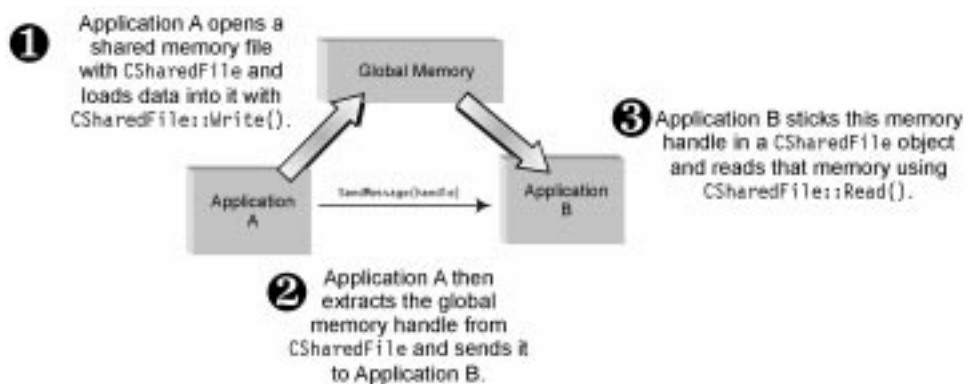 1
Application A opens a
shared memory file
with CSharedFile and
loads data into it with
CSharedFile::Write().
Global Memory
3
Application B sticks this memory
handle in a CSharedFile object
and reads that memory using
CSharedFile::Read().
Application
A
SendMessage(handle)
Application
B
2
Application A then
extracts the global
memory handle from
CSharedFile and sends it
to Application B.